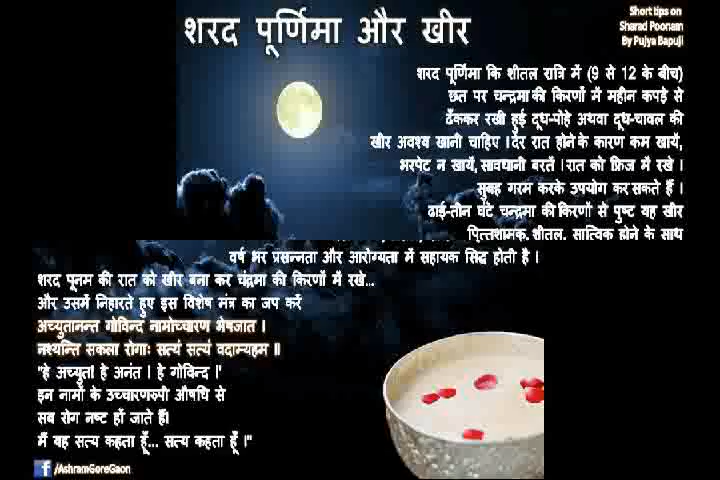 शरद पूर्णिमा और खीर
Short tips on
Sharad Poonam
By Pujya Bapuji
शरद पूर्णिमा कि शीतल रात्रि में (9 से 12 के बीच)
छत पर चन्द्रमा की किरणों में महीन कपड़े से
ढँककर रखी हुई दूध-पोहे अथवा दूध-चावल की
खीर अवश्य खानी चाहिए । देर रात होने के कारण कम खायें,
भरपेट न खायें, सावधानी बरतें । रात को फ्रिज में रखे ।
सुबह गरम करके उपयोग कर सकते हैं ।
ढाई-तीन घंटे चन्द्रमा की किरणों से पुष्ट यह खीर
पित्तशामक, शीतल, सात्विक होने के साथ
वर्ष भर प्रसन्नता और आरोग्यता में सहायक सिद्ध होती है ।
शरद पूनम की रात को खीर बना कर चंद्रमा की किरणों में रखे...
और उसमें निहारते हुए इस विशेष मंत्र का जप करें
अच्युतानन्त गोविन्द नामोच्चारण भेषजात ।
नश्यन्ति सकला रोगाः सत्यं सत्यं वदाम्यहम ॥
"हे अच्युत! हे अनंत । हे गोविन्द ।'
इन नामों के उच्चारणरुपी औषधि से
सब रोग नष्ट हों जाते हैं।
मैं यह सत्य कहता हूँ... सत्य कहता हूँ ।"
f /AshramGoreGaon